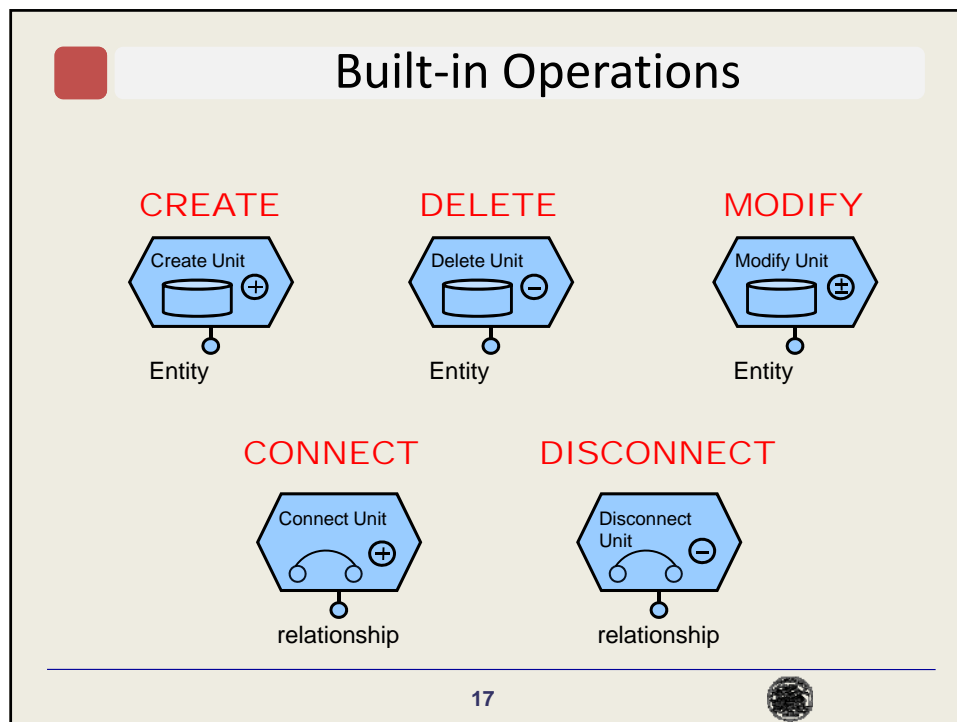 Built-in Operations
CREATE
DELETE
MODIFY
Create Unit
Delete Unit
Modify Unit
Entity
Entity
Entity
CONNECT
DISCONNECT
Connect Unit
Disconnect
Unit
relationship
relationship
17